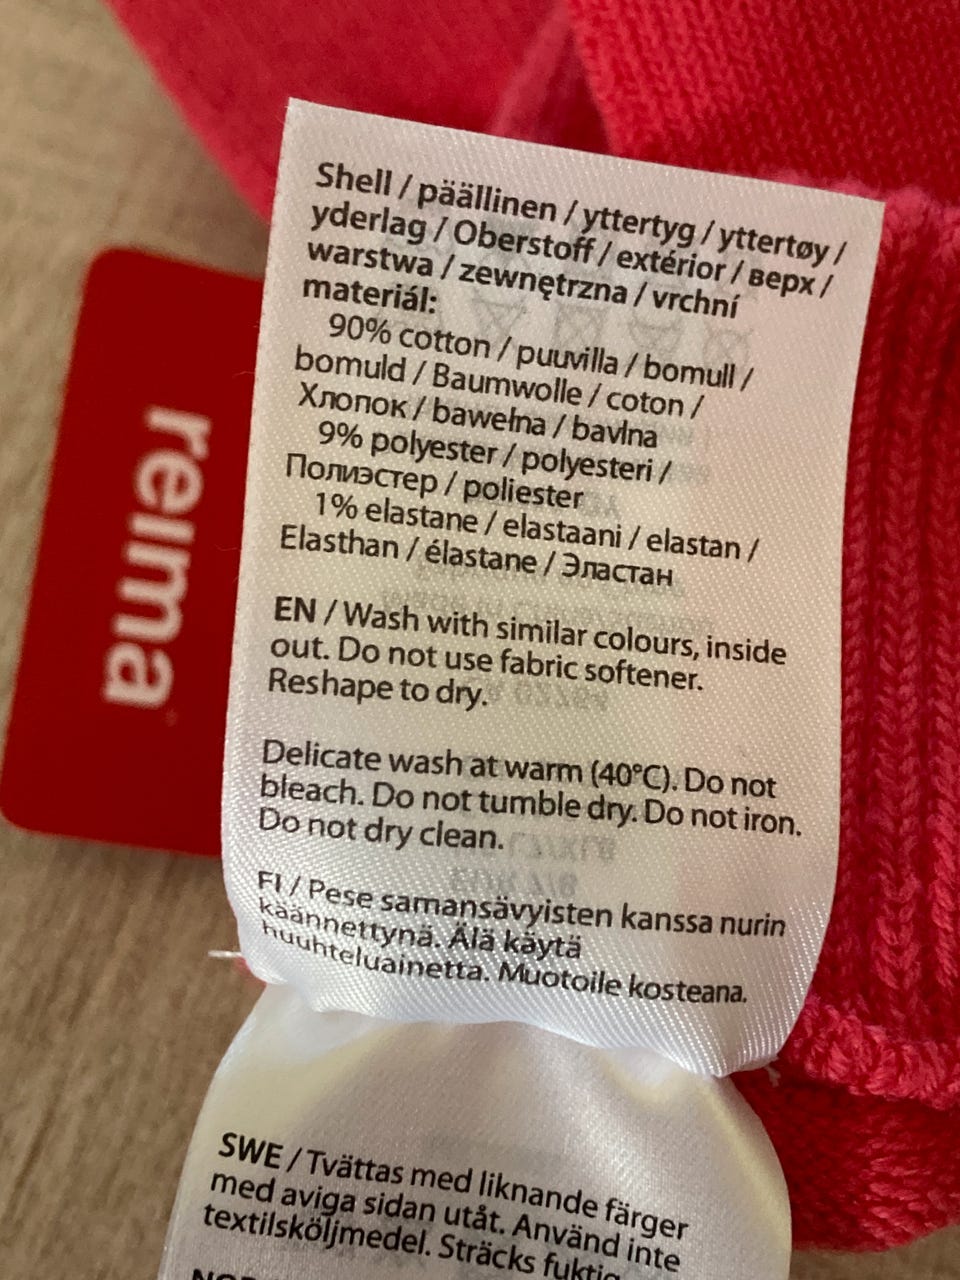 Shell / päällinen / yttertyg / yttertøy /
yderlag / Oberstoff / extérior / верх /
warstwa / zewnętrzna / vrchní
materiál:
90% cotton / puuvilla / bomull /
bomuld / Baumwolle / coton /
Хлопок / bawełna / bavlna
9% polyester / polyesteri /
Полиэстер / poliester
1% elastane / elastaani / elastan /
Elasthan / élastane / Эластан
EN / Wash with similar colours, inside
out. Do not use fabric softener.
Reshape to dry.
Delicate wash at warm (40°C). Do not
bleach. Do not tumble dry. Do not iron.
Do not dry clean.
FI / Pese samansävyisten kanssa nurin
käännettynä. Älä käytä
huuhteluainetta. Muotoile kosteana.
SWE / Tvättas med liknande färger
med aviga sidan utåt. Använd inte
textilsköljmedel. Sträcks fuktig
reima